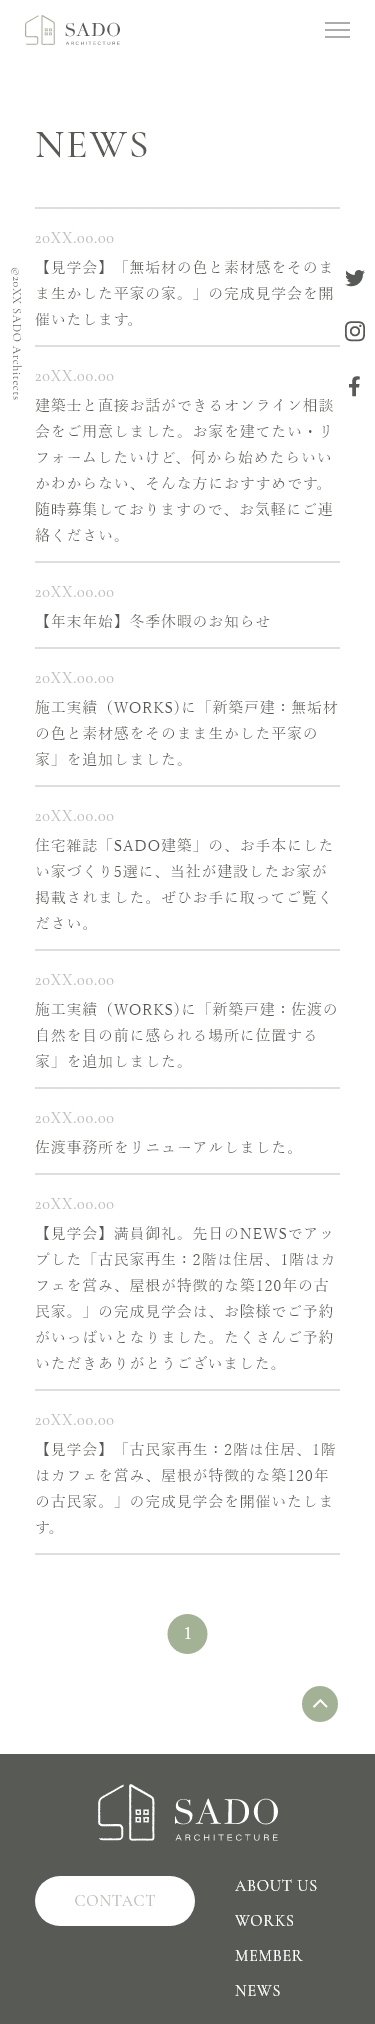 SADO
ARCHITECTURE
NEWS
@20XX SADO Architects
20XX.00.00
【見学会】「無垢材の色と素材感をそのま
ま生かした平家の家。」の完成見学会を開
催いたします。
20XX.00.00
建築士と直接お話ができるオンライン相談
会をご用意しました。お家を建てたい・リ
フォームしたいけど、何から始めたらいい
かわからない、そんな方におすすめです。
随時募集しておりますので、お気軽にご連
絡ください。
20XX.00.00
【年末年始】冬季休暇のお知らせ
20XX.00.00
施工実績（WORKS)に「新築戸建：無垢材
の色と素材感をそのまま生かした平家の
家」を追加しました。
20XX.00.00
住宅雑誌「SADO建築」の、お手本にした
い家づくり5選に、当社が建設したお家が
掲載されました。ぜひお手に取ってご覧く
ださい。
20XX.00.00
施工実績（WORKS)に「新築戸建：佐渡の
自然を目の前に感られる場所に位置する
家」を追加しました。
20XX.00.00
佐渡事務所をリニューアルしました。
20XX.00.00
【見学会】満員御礼。先日のNEWSでアッ
プした「古民家再生：2階は住居、1階はカ
フェを営み、屋根が特徴的な築120年の古
民家。」の完成見学会は、お陰様でご予約
がいっぱいとなりました。たくさんご予約
いただきありがとうございました。
20XX.00.00
【見学会】「古民家再生：2階は住居、1階
はカフェを営み、屋根が特徴的な築120年
の古民家。」の完成見学会を開催いたしま
す。
1
SADO
ARCHITECTURE
CONTACT
ABOUT US
WORKS
MEMBER
NEWS